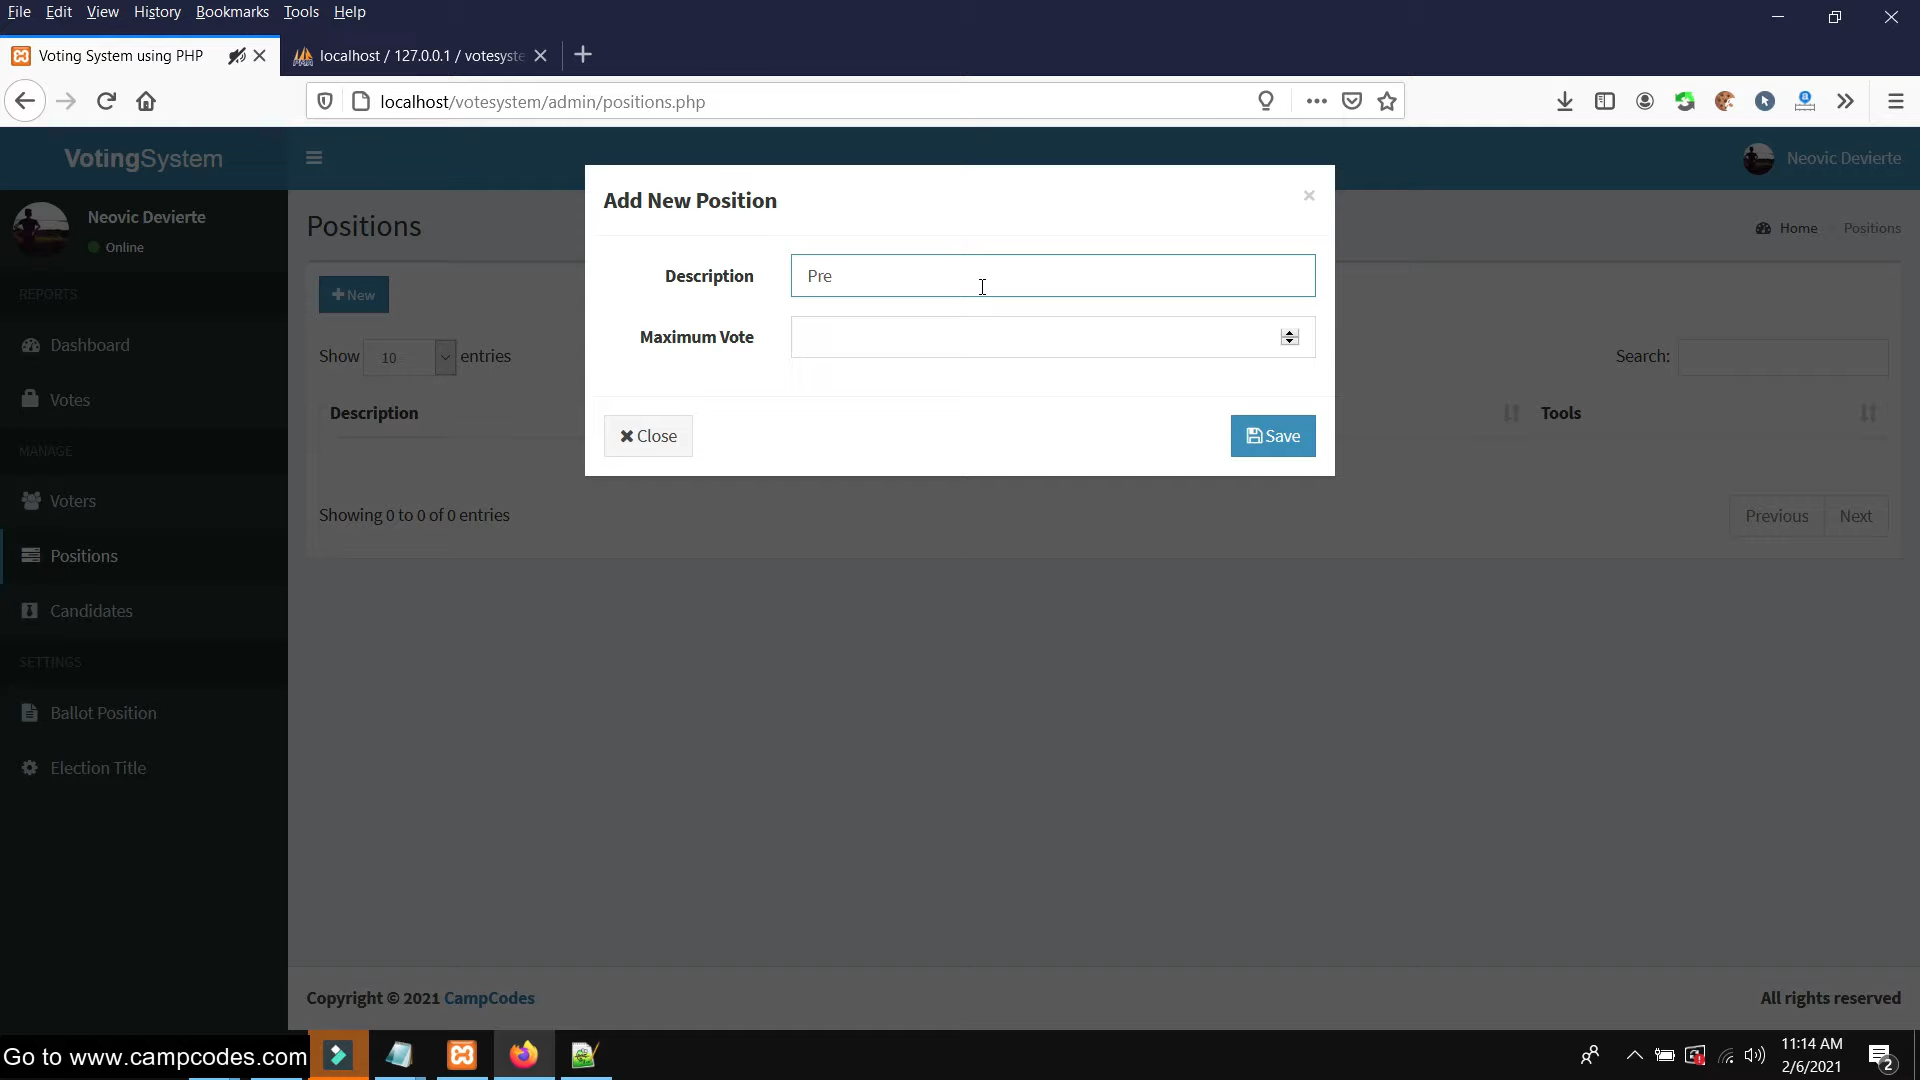 File Edit View History Bookmarks Tools Help
Voting System using PHP
localhost / 127.0.0.1 / votesyste
localhost/votesystem/admin/positions.php
VotingSystem
Neovic Devierte
Neovic Devierte
Online
REPORTS
Dashboard
Votes
MANAGE
Voters
Positions
Candidates
SETTINGS
Ballot Position
Election Title
Positions
Home
Positions
New
Show 10 entries
Search:
Description
Tools
Showing 0 to 0 of 0 entries
Previous Next
Add New Position
×
Description Pre
Maximum Vote
Close
Save
Copyright © 2021 CampCodes
All rights reserved
Go to www.campcodes.com
11:14 AM
2/6/2021
2